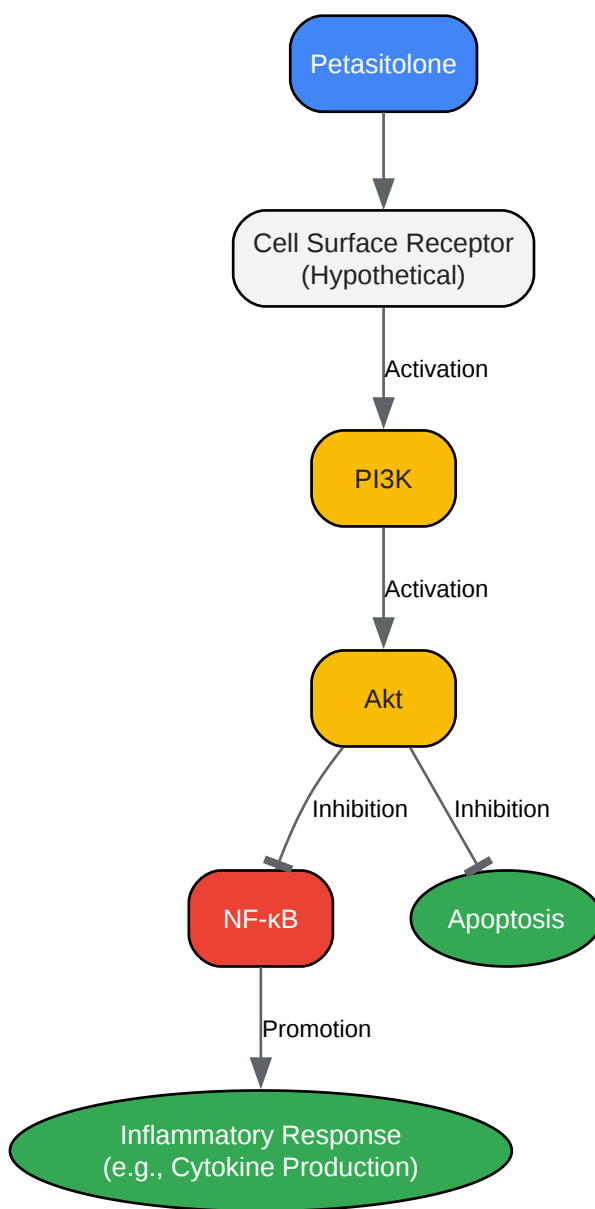 Petasitolone
Cell Surface Receptor
(Hypothetical)
Activation
PI3K
Activation
Akt
Inhibition
Inhibition
NF-κB
Apoptosis
Promotion
Inflammatory Response
(e.g., Cytokine Production)